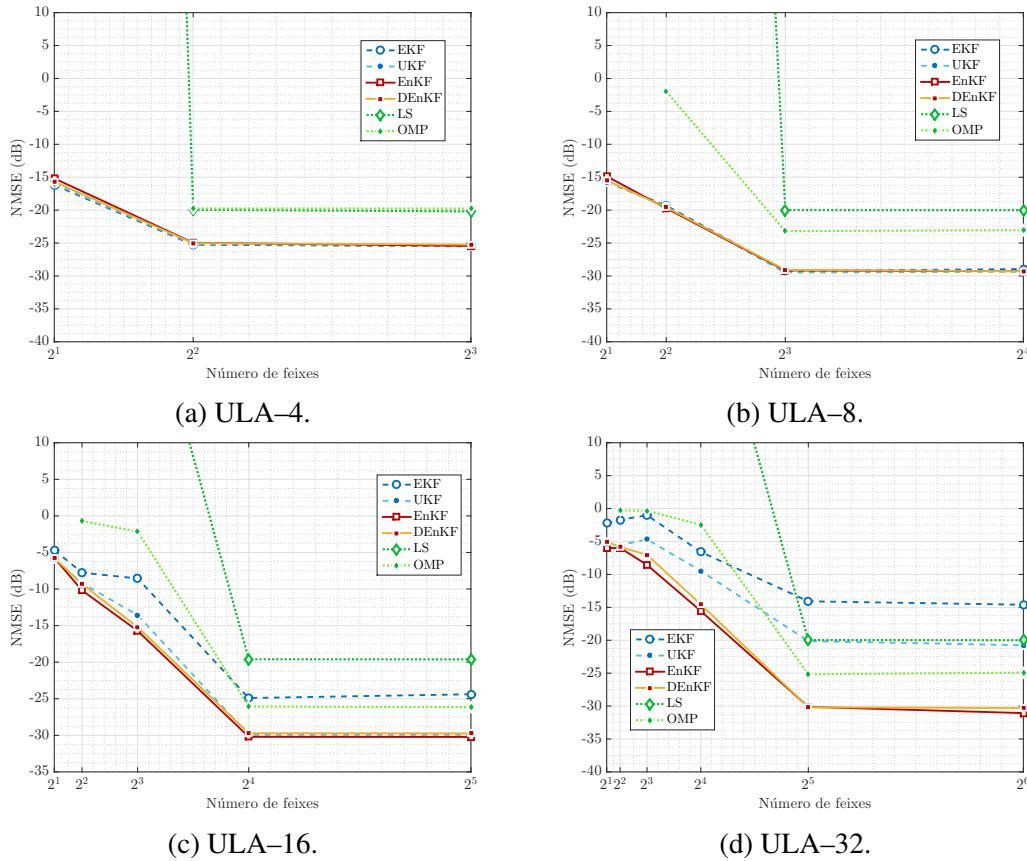 10
5
0
-5
-10
-15
-20
-25
-30
-35
-40
NMSE (dB)
2^1
2^2
2^3
Número de feixes
EKF
UKF
EnKF
DEnKF
LS
OMP
(a) ULA–4.
10
5
0
-5
-10
-15
-20
-25
-30
-35
-40
NMSE (dB)
2^1
2^2
2^3
Número de feixes
EKF
UKF
EnKF
DEnKF
LS
OMP
(b) ULA–8.
10
5
0
-5
-10
-15
-20
-25
-30
-35
NMSE (dB)
2^1
2^2
2^3
2^4
2^5
Número de feixes
EKF
UKF
EnKF
DEnKF
LS
OMP
(c) ULA–16.
10
5
0
-5
-10
-15
-20
-25
-30
-35
-40
NMSE (dB)
2^1
2^2
2^3
2^4
2^5
Número de feixes
EKF
UKF
EnKF
DEnKF
LS
OMP
(d) ULA–32.